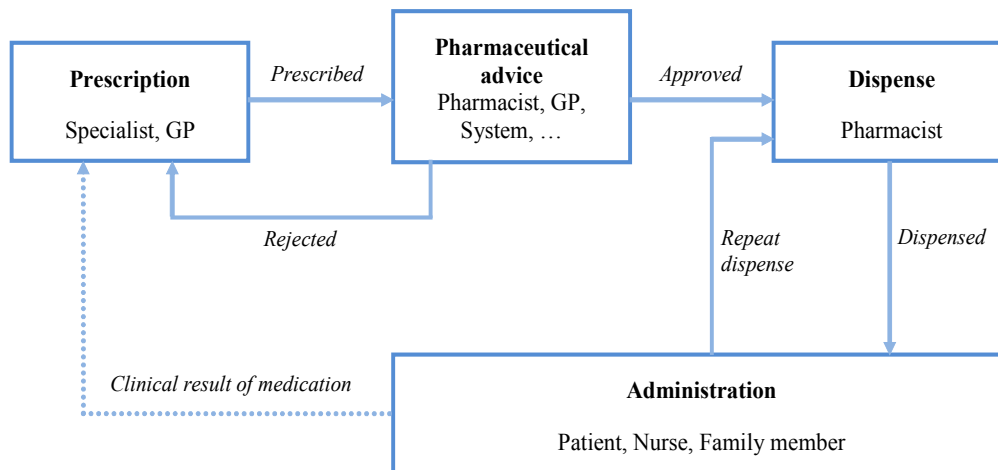 Prescription
Specialist, GP
Prescribed
Pharmaceutical
advice
Pharmacist, GP,
System, …
Approved
Dispense
Pharmacist
Rejected
Repeat
dispense
Dispensed
Clinical result of medication
Administration
Patient, Nurse, Family member